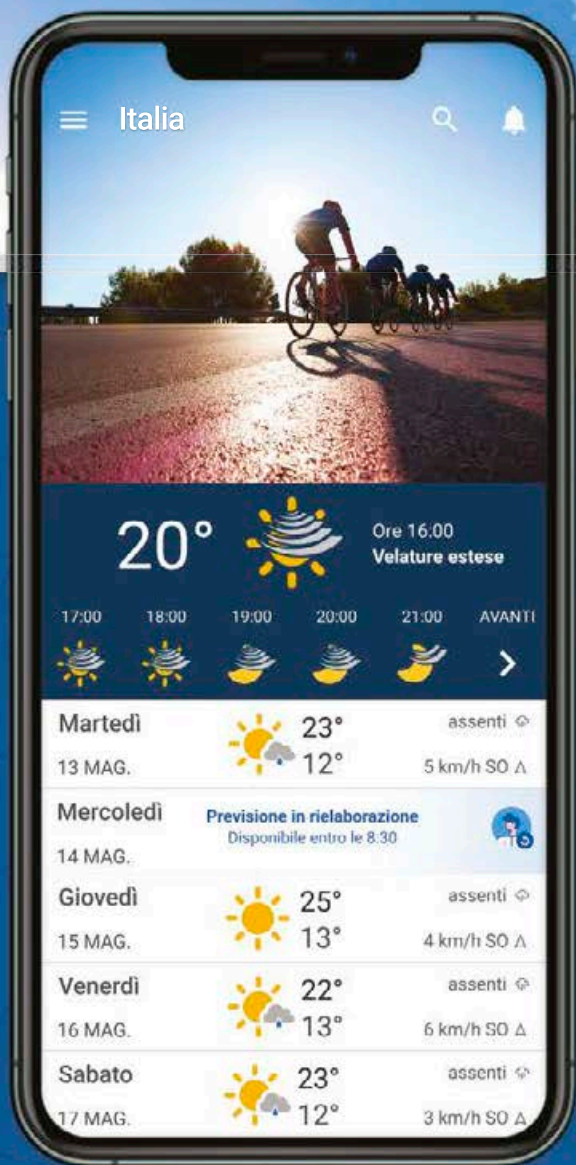 Italia
20°
Ore 16:00
Velature estese
17:00 18:00 19:00 20:00 21:00 AVANTI
Martedì 23° assenti
13 MAG. 12° 5 km/h SO
Mercoledì Previsione in rielaborazione
Disponibile entro le 8.30
14 MAG.
Giovedì 25° assenti
15 MAG. 13° 4 km/h SO
Venerdì 22° assenti
16 MAG. 13° 6 km/h SO
Sabato 23° assenti
17 MAG. 12° 3 km/h SO